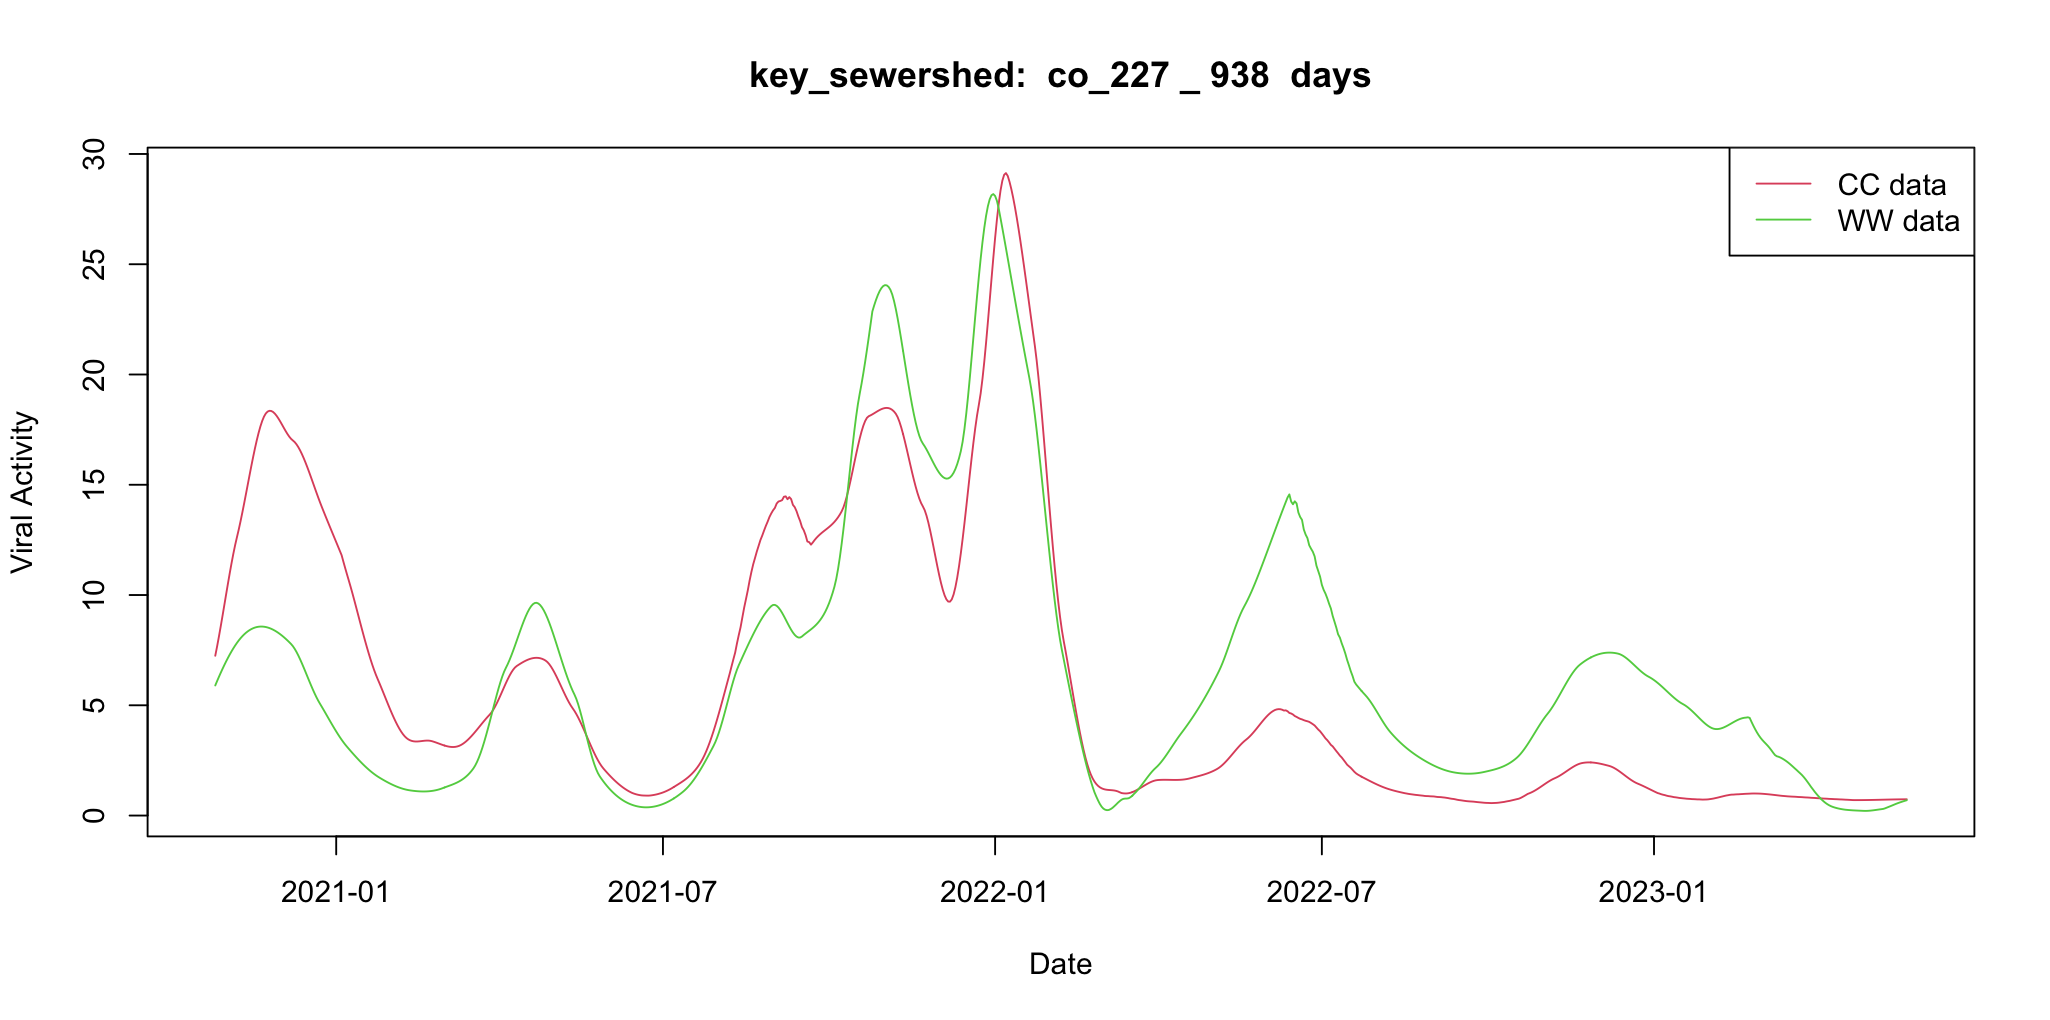 key_sewershed:  co_227 _ 938  days
CC data
WW data
Viral Activity
30
25
20
15
10
5
0
2021-01
2021-07
2022-01
2022-07
2023-01
Date